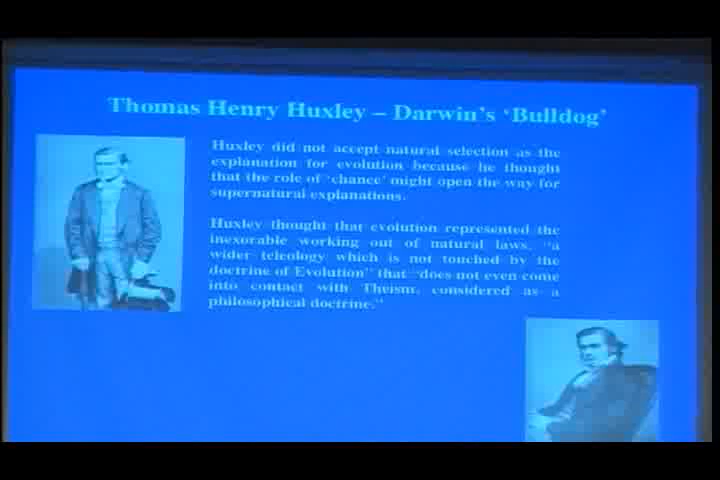 Thomas Henry Huxley – Darwin's 'Bulldog'
Huxley did not accept natural selection as the
explanation for evolution because he thought
that the role of 'chance' might open the way for
supernatural explanations.
Huxley thought that evolution represented the
inexorable working out of natural laws, "a
wider teleology which is not touched by the
doctrine of Evolution" that "does not even come
into contact with Theism, considered as a
philosophical doctrine."